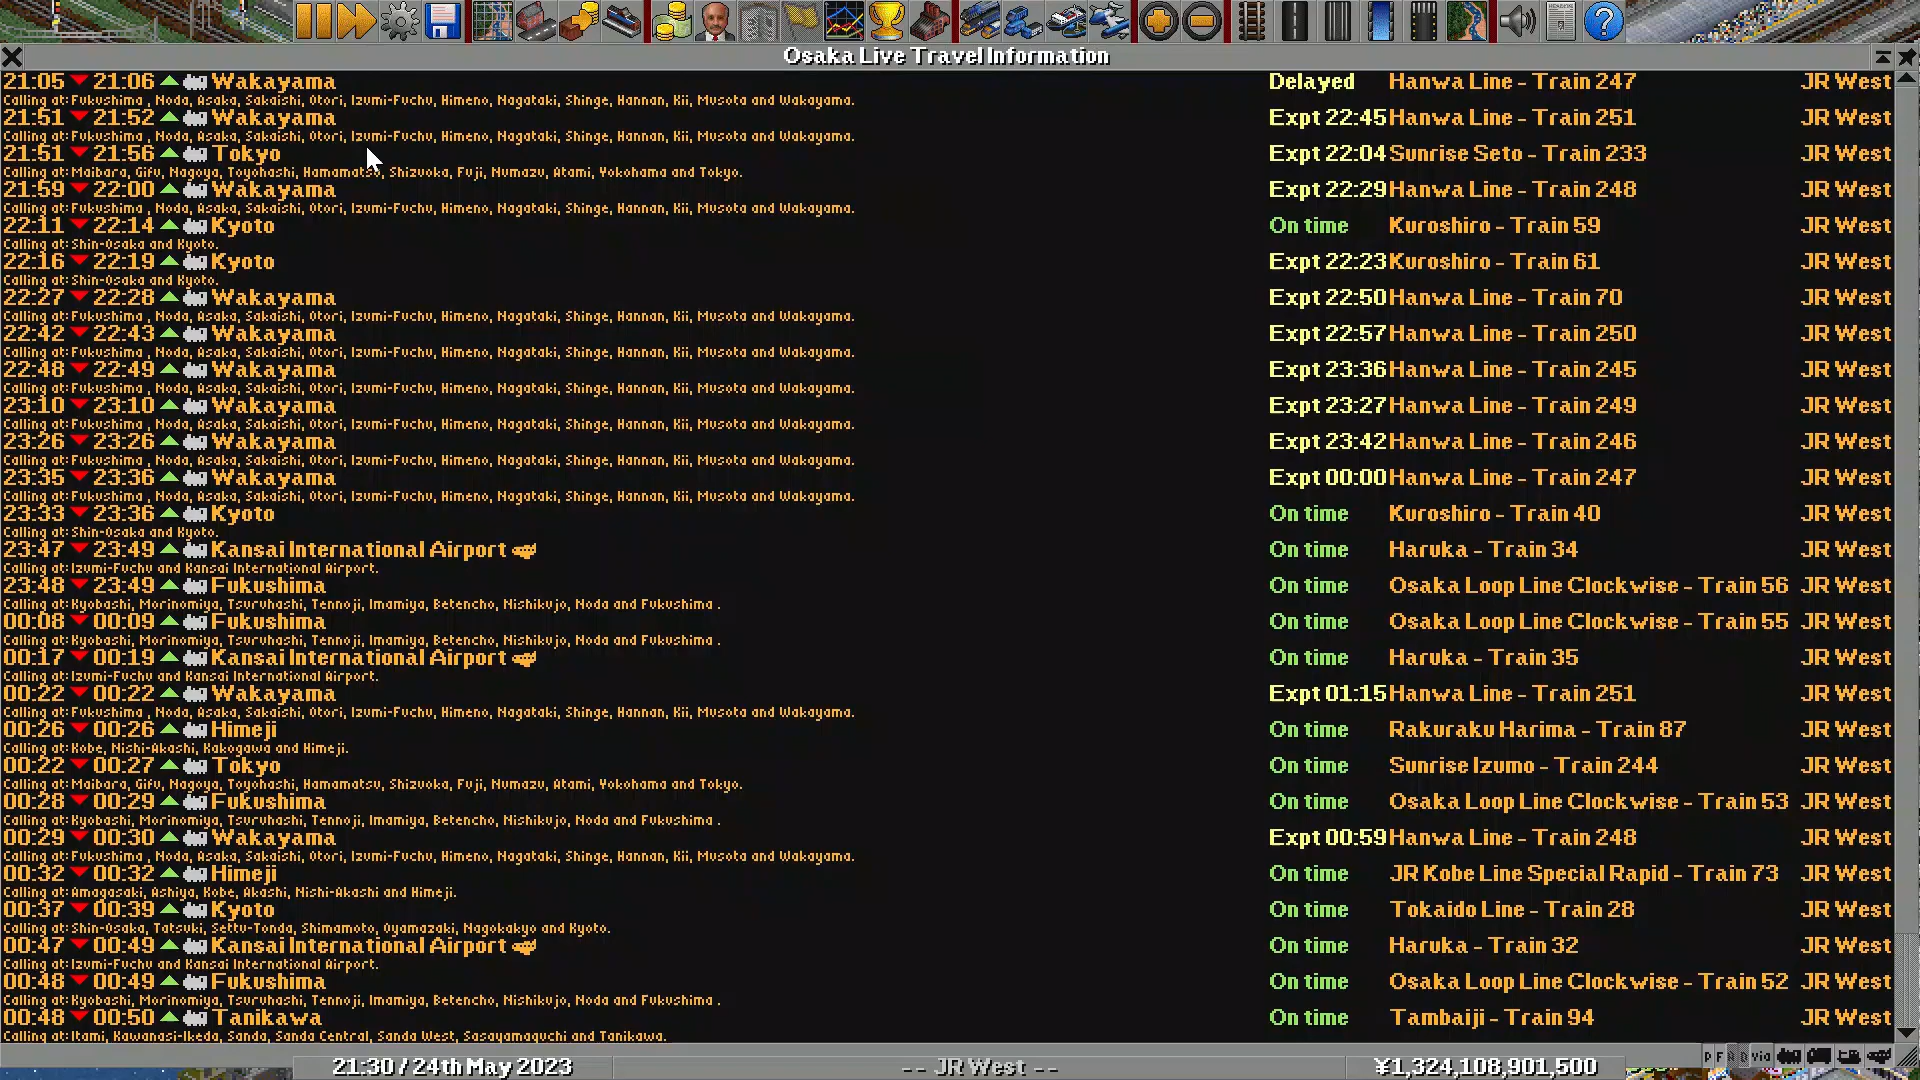 Osaka Live Travel Information
21:05 21:06 Wakayama Delayed Hanwa Line - Train 247 JR West
Calling at: Fukushima , Noda, Asaka, Sakaishi, Otori, Izumi-Fuchu, Himeno, Nagataki, Shinge, Hannan, Kii, Musota and Wakayama.
21:51 21:52 Wakayama Expt 22:45 Hanwa Line - Train 251 JR West
Calling at: Fukushima , Noda, Asaka, Sakaishi, Otori, Izumi-Fuchu, Himeno, Nagataki, Shinge, Hannan, Kii, Musota and Wakayama.
21:51 21:56 Tokyo Expt 22:04 Sunrise Seto - Train 233 JR West
Calling at: Maibara, Gifu, Nagoya, Toyohashi, Hamamatsu, Shizuoka, Fuji, Numazu, Atami, Yokohama and Tokyo.
21:59 22:00 Wakayama Expt 22:29 Hanwa Line - Train 248 JR West
Calling at: Fukushima , Noda, Asaka, Sakaishi, Otori, Izumi-Fuchu, Himeno, Nagataki, Shinge, Hannan, Kii, Musota and Wakayama.
22:11 22:14 Kyoto On time Kuroshiro - Train 59 JR West
Calling at: Shin-Osaka and Kyoto.
22:16 22:19 Kyoto Expt 22:23 Kuroshiro - Train 61 JR West
Calling at: Shin-Osaka and Kyoto.
22:27 22:28 Wakayama Expt 22:50 Hanwa Line - Train 70 JR West
Calling at: Fukushima , Noda, Asaka, Sakaishi, Otori, Izumi-Fuchu, Himeno, Nagataki, Shinge, Hannan, Kii, Musota and Wakayama.
22:42 22:43 Wakayama Expt 22:57 Hanwa Line - Train 250 JR West
Calling at: Fukushima , Noda, Asaka, Sakaishi, Otori, Izumi-Fuchu, Himeno, Nagataki, Shinge, Hannan, Kii, Musota and Wakayama.
22:48 22:49 Wakayama Expt 23:36 Hanwa Line - Train 245 JR West
Calling at: Fukushima , Noda, Asaka, Sakaishi, Otori, Izumi-Fuchu, Himeno, Nagataki, Shinge, Hannan, Kii, Musota and Wakayama.
23:10 23:10 Wakayama Expt 23:27 Hanwa Line - Train 249 JR West
Calling at: Fukushima , Noda, Asaka, Sakaishi, Otori, Izumi-Fuchu, Himeno, Nagataki, Shinge, Hannan, Kii, Musota and Wakayama.
23:26 23:26 Wakayama Expt 23:42 Hanwa Line - Train 246 JR West
Calling at: Fukushima , Noda, Asaka, Sakaishi, Otori, Izumi-Fuchu, Himeno, Nagataki, Shinge, Hannan, Kii, Musota and Wakayama.
23:35 23:36 Wakayama Expt 00:00 Hanwa Line - Train 247 JR West
Calling at: Fukushima , Noda, Asaka, Sakaishi, Otori, Izumi-Fuchu, Himeno, Nagataki, Shinge, Hannan, Kii, Musota and Wakayama.
23:33 23:36 Kyoto On time Kuroshiro - Train 40 JR West
Calling at: Shin-Osaka and Kyoto.
23:47 23:49 Kansai International Airport On time Haruka - Train 34 JR West
Calling at: Izumi-Fuchu and Kansai International Airport.
23:48 23:49 Fukushima On time Osaka Loop Line Clockwise - Train 56 JR West
Calling at: Kyobashi, Morinomiya, Tsuruhashi, Tennoji, Imamiya, Betencho, Nishikujo, Noda and Fukushima .
00:08 00:09 Fukushima On time Osaka Loop Line Clockwise - Train 55 JR West
Calling at: Kyobashi, Morinomiya, Tsuruhashi, Tennoji, Imamiya, Betencho, Nishikujo, Noda and Fukushima .
00:17 00:19 Kansai International Airport On time Haruka - Train 35 JR West
Calling at: Izumi-Fuchu and Kansai International Airport.
00:22 00:22 Wakayama Expt 01:15 Hanwa Line - Train 251 JR West
Calling at: Fukushima , Noda, Asaka, Sakaishi, Otori, Izumi-Fuchu, Himeno, Nagataki, Shinge, Hannan, Kii, Musota and Wakayama.
00:26 00:26 Himeji On time Rakuraku Harima - Train 87 JR West
Calling at: Kobe, Nishi-Akashi, Kakogawa and Himeji.
00:22 00:27 Tokyo On time Sunrise Izumo - Train 244 JR West
Calling at: Maibara, Gifu, Nagoya, Toyohashi, Hamamatsu, Shizuoka, Fuji, Numazu, Atami, Yokohama and Tokyo.
00:28 00:29 Fukushima On time Osaka Loop Line Clockwise - Train 53 JR West
Calling at: Kyobashi, Morinomiya, Tsuruhashi, Tennoji, Imamiya, Betencho, Nishikujo, Noda and Fukushima .
00:29 00:30 Wakayama Expt 00:59 Hanwa Line - Train 248 JR West
Calling at: Fukushima , Noda, Asaka, Sakaishi, Otori, Izumi-Fuchu, Himeno, Nagataki, Shinge, Hannan, Kii, Musota and Wakayama.
00:32 00:32 Himeji On time JR Kobe Line Special Rapid - Train 73 JR West
Calling at: Amagasaki, Ashiya, Kobe, Akashi, Nishi-Akashi and Himeji.
00:37 00:39 Kyoto On time Tokaido Line - Train 28 JR West
Calling at: Shin-Osaka, Tatsuki, Settu-Tonda, Shimamoto, Oyamazaki, Nagokakyo and Kyoto.
00:47 00:49 Kansai International Airport On time Haruka - Train 32 JR West
Calling at: Izumi-Fuchu and Kansai International Airport.
00:48 00:49 Fukushima On time Osaka Loop Line Clockwise - Train 52 JR West
Calling at: Kyobashi, Morinomiya, Tsuruhashi, Tennoji, Imamiya, Betencho, Nishikujo, Noda and Fukushima .
00:48 00:50 Tanikawa On time Tambaiji - Train 94 JR West
Calling at: Itami, Kawanasi-Ikeda, Sanda, Sanda Central, Sanda West, Sasayamaguchi and Tanikawa.
P F A D via
21:30 / 24th May 2023 -- JR West -- ¥1,324,108,901,500